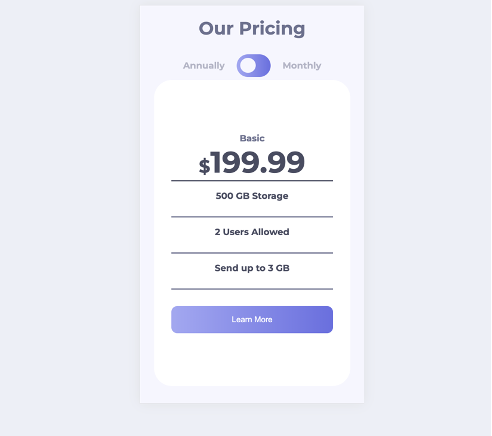 Our Pricing
Annually Monthly
Basic
$199.99
500 GB Storage
2 Users Allowed
Send up to 3 GB
Learn More